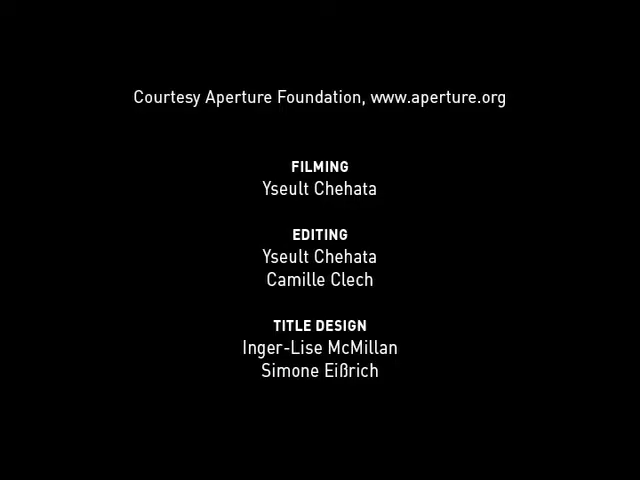 Courtesy Aperture Foundation, www.aperture.org
FILMING
Yseult Chehata
EDITING
Yseult Chehata
Camille Clech
TITLE DESIGN
Inger-Lise McMillan
Simone Eißrich